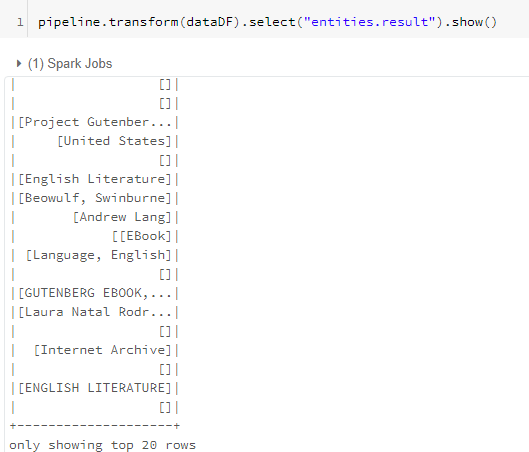 1 pipeline.transform(dataDF).select("entities.result").show()
(1) Spark Jobs
| []|
| []|
|[Project Gutenber...|
| [United States]|
| []|
|[English Literature]|
|[Beowulf, Swinburne]|
| [Andrew Lang]|
| [[EBook]|
| [Language, English]|
| []|
|[GUTENBERG EBOOK,...|
|[Laura Natal Rodr...|
| []|
| [Internet Archive]|
| []|
|[ENGLISH LITERATURE]|
| []|
+--------------------+
only showing top 20 rows